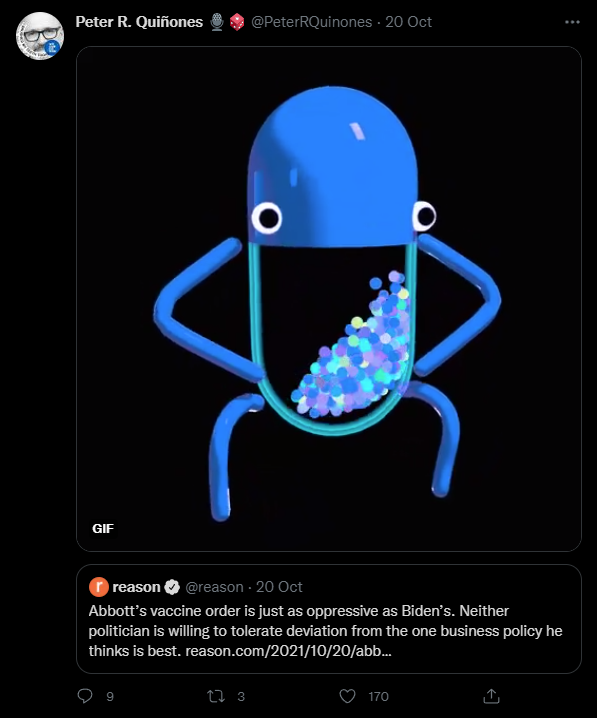 Peter R. Quiñones 🎙️🎲 @PeterRQuinones · 20 Oct
GIF
r reason @reason · 20 Oct
Abbott’s vaccine order is just as oppressive as Biden’s. Neither
politician is willing to tolerate deviation from the one business policy he
thinks is best. reason.com/2021/10/20/abb...
9 3 170